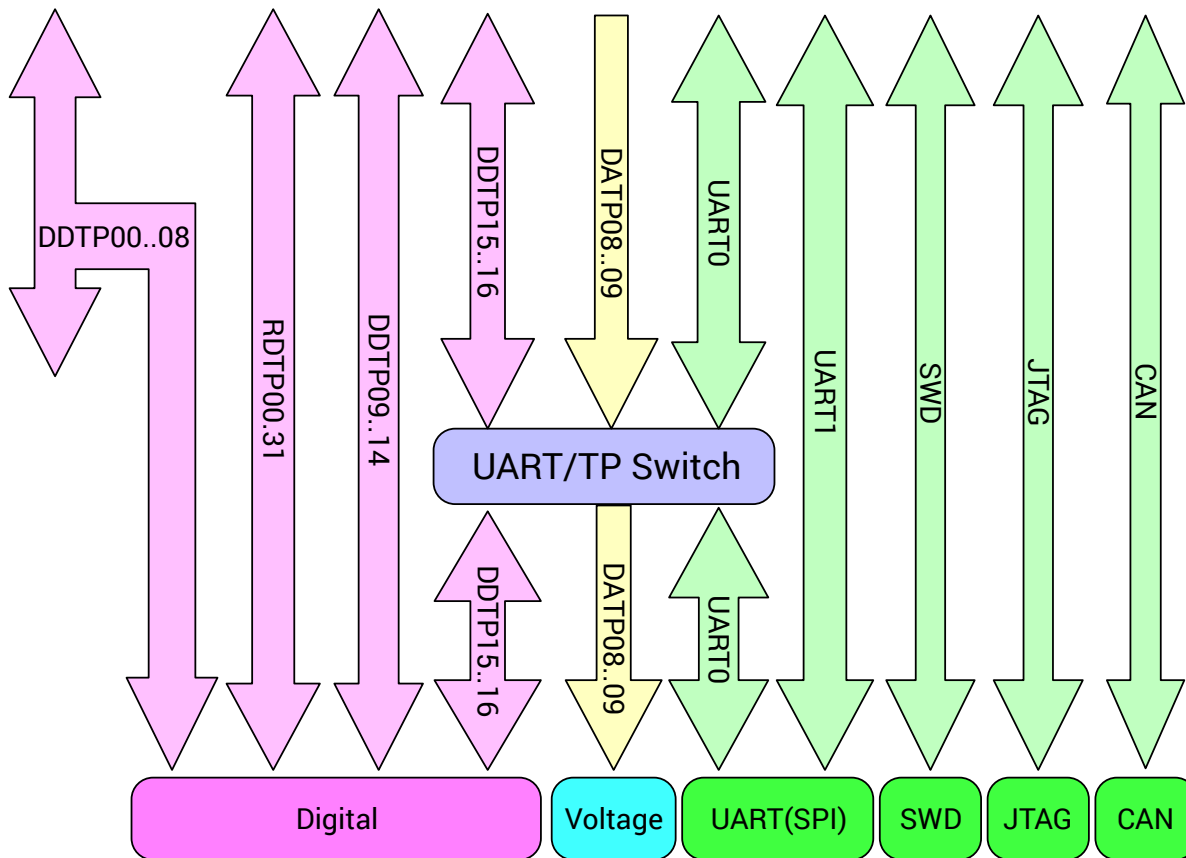 DDTP00..08
RDTP00.31
DDTP09..14
DDTP15..16
DATP08..09
UART0
UART1
SWD
JTAG
CAN
UART/TP Switch
DDTP15..16
DATP08..09
UART0
Digital
Voltage
UART(SPI)
SWD
JTAG
CAN